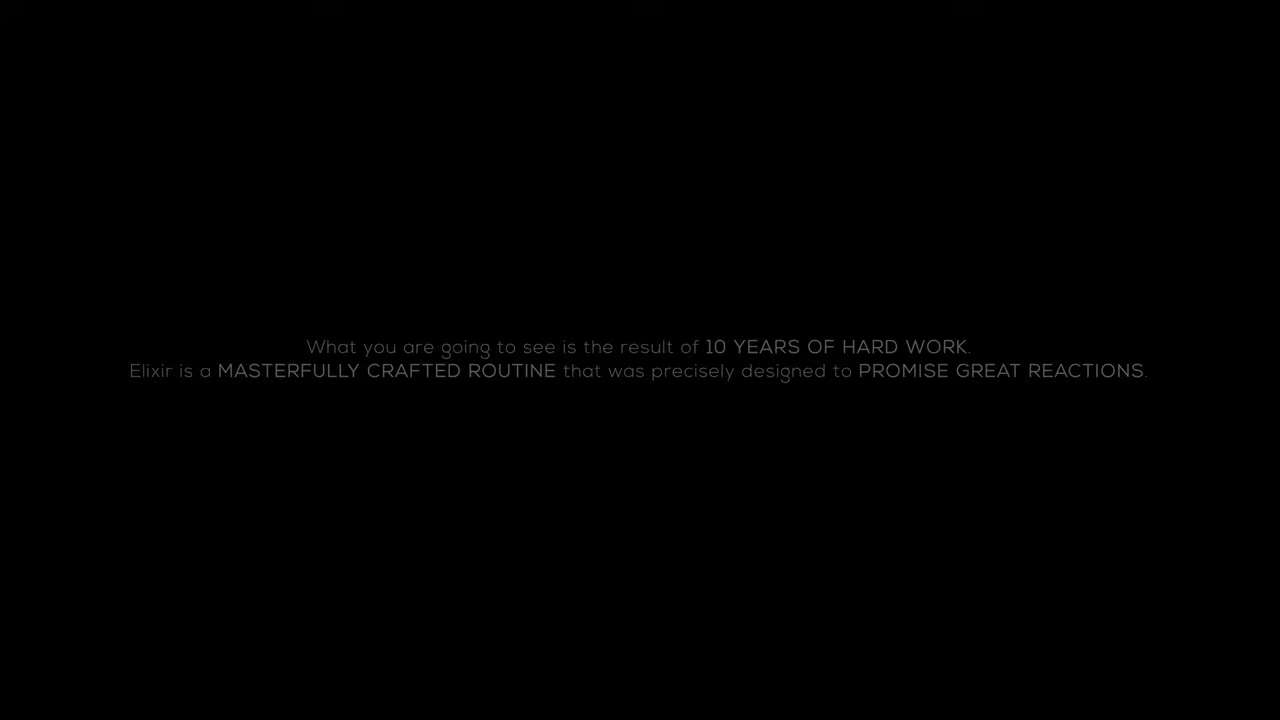 What you are going to see is the result of 10 YEARS OF HARD WORK.
Elixir is a MASTERFULLY CRAFTED ROUTINE that was precisely designed to PROMISE GREAT REACTIONS.